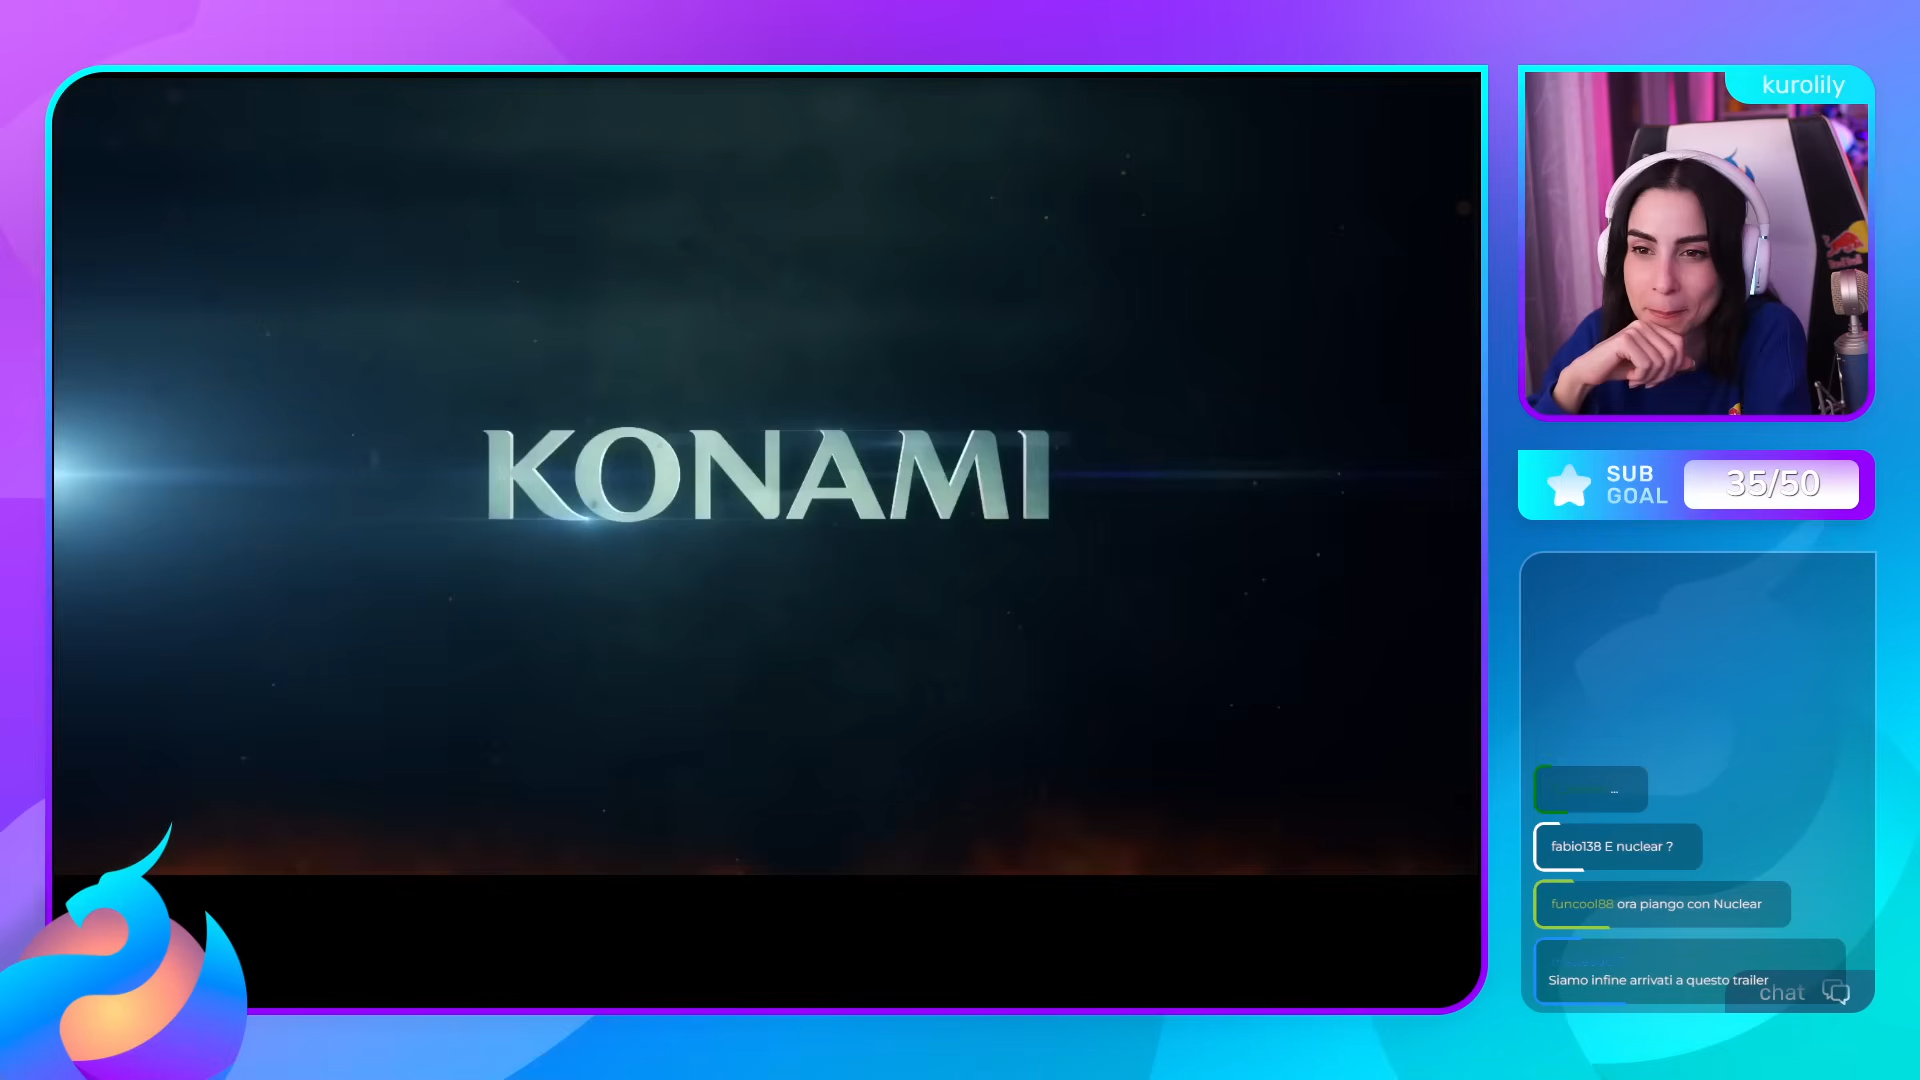 kurolily
KONAMI
SUB
GOAL
35/50
...
fabio138 E nuclear ?
funcool88 ora piango con Nuclear
Siamo infine arrivati a questo trailer
chat